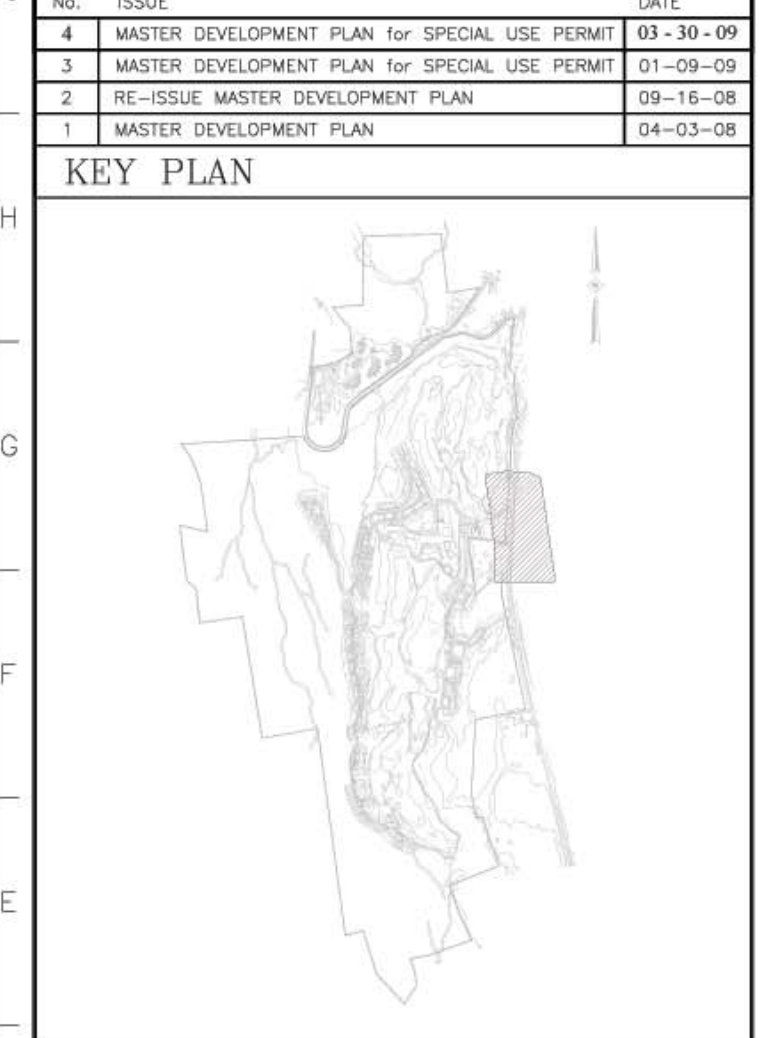 No. ISSUE DATE
4 MASTER DEVELOPMENT PLAN for SPECIAL USE PERMIT 03 - 30 - 09
3 MASTER DEVELOPMENT PLAN for SPECIAL USE PERMIT 01-09-09
2 RE-ISSUE MASTER DEVELOPMENT PLAN 09-16-08
1 MASTER DEVELOPMENT PLAN 04-03-08
KEY PLAN
H
G
F
E